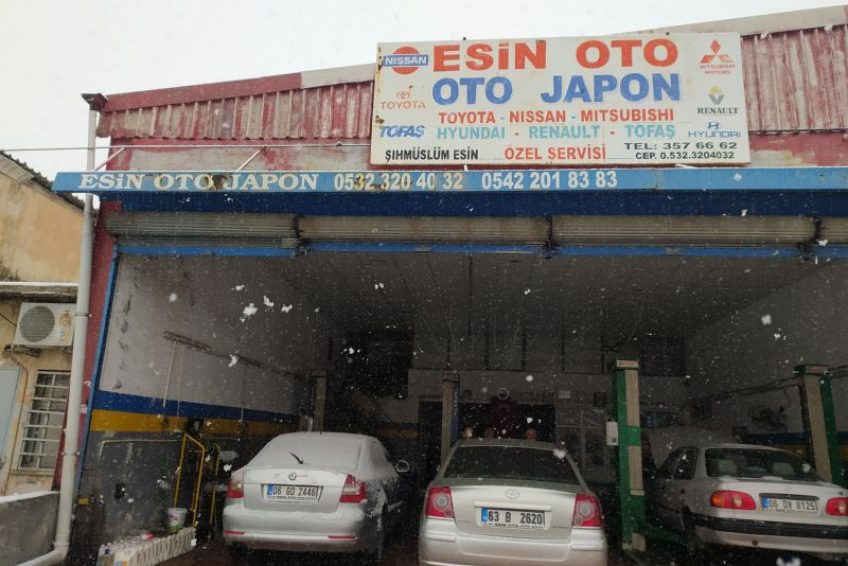 NISSAN
ESİN OTO
MITSUBISHI MOTORS
TOYOTA
OTO JAPON
RENAULT
TOYOTA - NISSAN - MITSUBISHI
TOFAŞ
HYUNDAI - RENAULT - TOFAŞ
HYUNDAI
ŞIHMÜSLÜM ESİN
ÖZEL SERVİSİ
TEL: 357 66 62
CEP. 0.532.3204032
ESİN OTO JAPON 0532 320 40 32 0542 201 83 83
06 GD 2446
63 B 2620
06 DV 8125